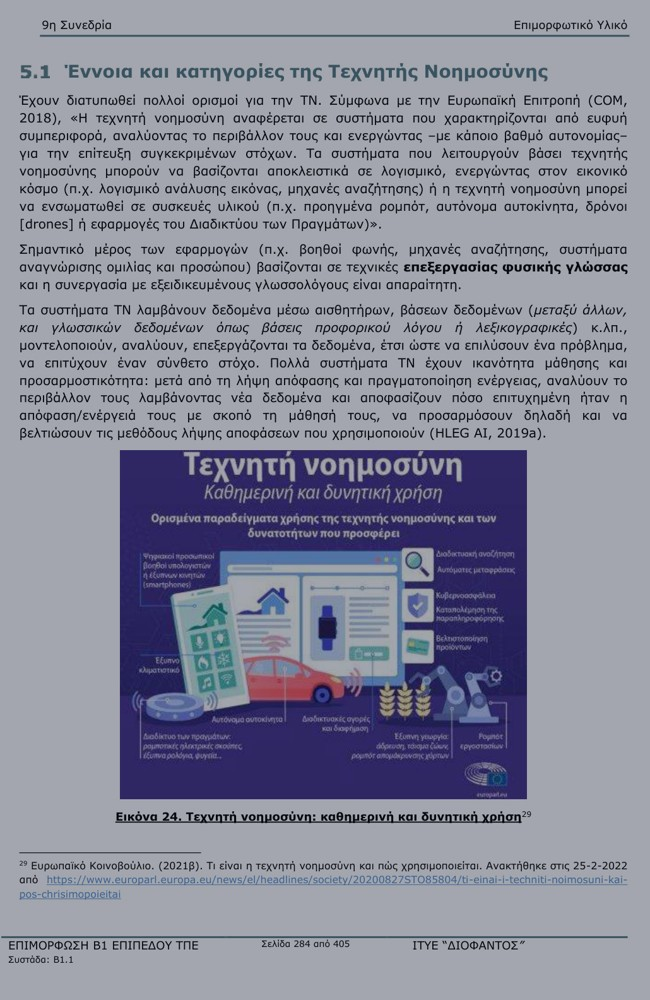 9η Συνεδρία
Επιμορφωτικό Υλικό
5.1 Έννοια και κατηγορίες της Τεχνητής Νοημοσύνης
Έχουν διατυπωθεί πολλοί ορισμοί για την ΤΝ. Σύμφωνα με την Ευρωπαϊκή Επιτροπή (COM,
2018), «Η τεχνητή νοημοσύνη αναφέρεται σε συστήματα που χαρακτηρίζονται από ευφυή
συμπεριφορά, αναλύοντας το περιβάλλον τους και ενεργώντας –με κάποιο βαθμό αυτονομίας–
για την επίτευξη συγκεκριμένων στόχων. Τα συστήματα που λειτουργούν βάσει τεχνητής
νοημοσύνης μπορούν να βασίζονται αποκλειστικά σε λογισμικό, ενεργώντας στον εικονικό
κόσμο (π.χ. λογισμικό ανάλυσης εικόνας, μηχανές αναζήτησης) ή η τεχνητή νοημοσύνη μπορεί
να ενσωματωθεί σε συσκευές υλικού (π.χ. προηγμένα ρομπότ, αυτόνομα αυτοκίνητα, δρόνοι
[drones] ή εφαρμογές του Διαδικτύου των Πραγμάτων)».
Σημαντικό μέρος των εφαρμογών (π.χ. βοηθοί φωνής, μηχανές αναζήτησης, συστήματα
αναγνώρισης ομιλίας και προσώπου) βασίζονται σε τεχνικές επεξεργασίας φυσικής γλώσσας
και η συνεργασία με εξειδικευμένους γλωσσολόγους είναι απαραίτητη.
Τα συστήματα ΤΝ λαμβάνουν δεδομένα μέσω αισθητήρων, βάσεων δεδομένων (μεταξύ άλλων,
και γλωσσικών δεδομένων όπως βάσεις προφορικού λόγου ή λεξικογραφικές) κ.λπ.,
μοντελοποιούν, αναλύουν, επεξεργάζονται τα δεδομένα, έτσι ώστε να επιλύσουν ένα πρόβλημα,
να επιτύχουν έναν σύνθετο στόχο. Πολλά συστήματα ΤΝ έχουν ικανότητα μάθησης και
προσαρμοστικότητα: μετά από τη λήψη απόφασης και πραγματοποίηση ενέργειας, αναλύουν το
περιβάλλον τους λαμβάνοντας νέα δεδομένα και αποφασίζουν πόσο επιτυχημένη ήταν η
απόφαση/ενέργειά τους με σκοπό τη μάθησή τους, να προσαρμόσουν δηλαδή και να
βελτιώσουν τις μεθόδους λήψης αποφάσεων που χρησιμοποιούν (HLEG AI, 2019a).
Τεχνητή νοημοσύνη
Καθημερινή και δυνητική χρήση
Ορισμένα παραδείγματα χρήσης της τεχνητής νοημοσύνης και των
δυνατοτήτων που προσφέρει
Ψηφιακοί προσωπικοί
βοηθοί υπολογιστών
ή έξυπνων κινητών
(smartphones)
Διαδικτυακή αναζήτηση
Αυτόματες μεταφράσεις
Κυβερνοασφάλεια
Καταπολέμηση της
παραπληροφόρησης
Βελτιστοποίηση
προϊόντων
Έξυπνο
κλιματιστικό
Αυτόνομα αυτοκίνητα
Διαδικτυακές αγορές
και διαφήμιση
Διαδίκτυο των πραγμάτων:
ρομποτικές ηλεκτρικές σκούπες,
έξυπνα ρολόγια, ψυγεία...
Έξυπνη γεωργία:
άδρευση, τάισμα ζώων,
ρομπότ απομάκρυνσης χόρτων
Ρομπότ
εργοστασίων
europarl.eu
Εικόνα 24. Τεχνητή νοημοσύνη: καθημερινή και δυνητική χρήση29
29 Ευρωπαϊκό Κοινοβούλιο. (2021β). Τι είναι η τεχνητή νοημοσύνη και πώς χρησιμοποιείται. Ανακτήθηκε στις 25-2-2022
από https://www.europarl.europa.eu/news/el/headlines/society/20200827STO85804/ti-einai-i-techniti-noimosuni-kai-
pos-chrisimopoieitai
ΕΠΙΜΟΡΦΩΣΗ Β1 ΕΠΙΠΕΔΟΥ ΤΠΕ
Σελίδα 284 από 405
ΙΤΥΕ "ΔΙΟΦΑΝΤΟΣ"
Συστάδα: Β1.1